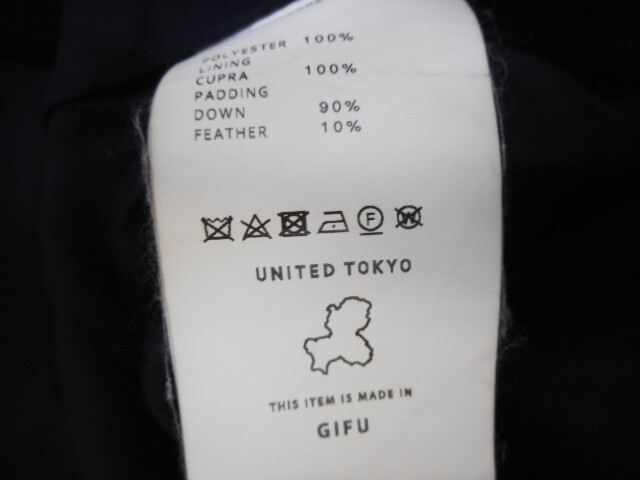 POLYESTER 100%
LINING
CUPRA 100%
PADDING
DOWN 90%
FEATHER 10%
F W
UNITED TOKYO
THIS ITEM IS MADE IN
GIFU